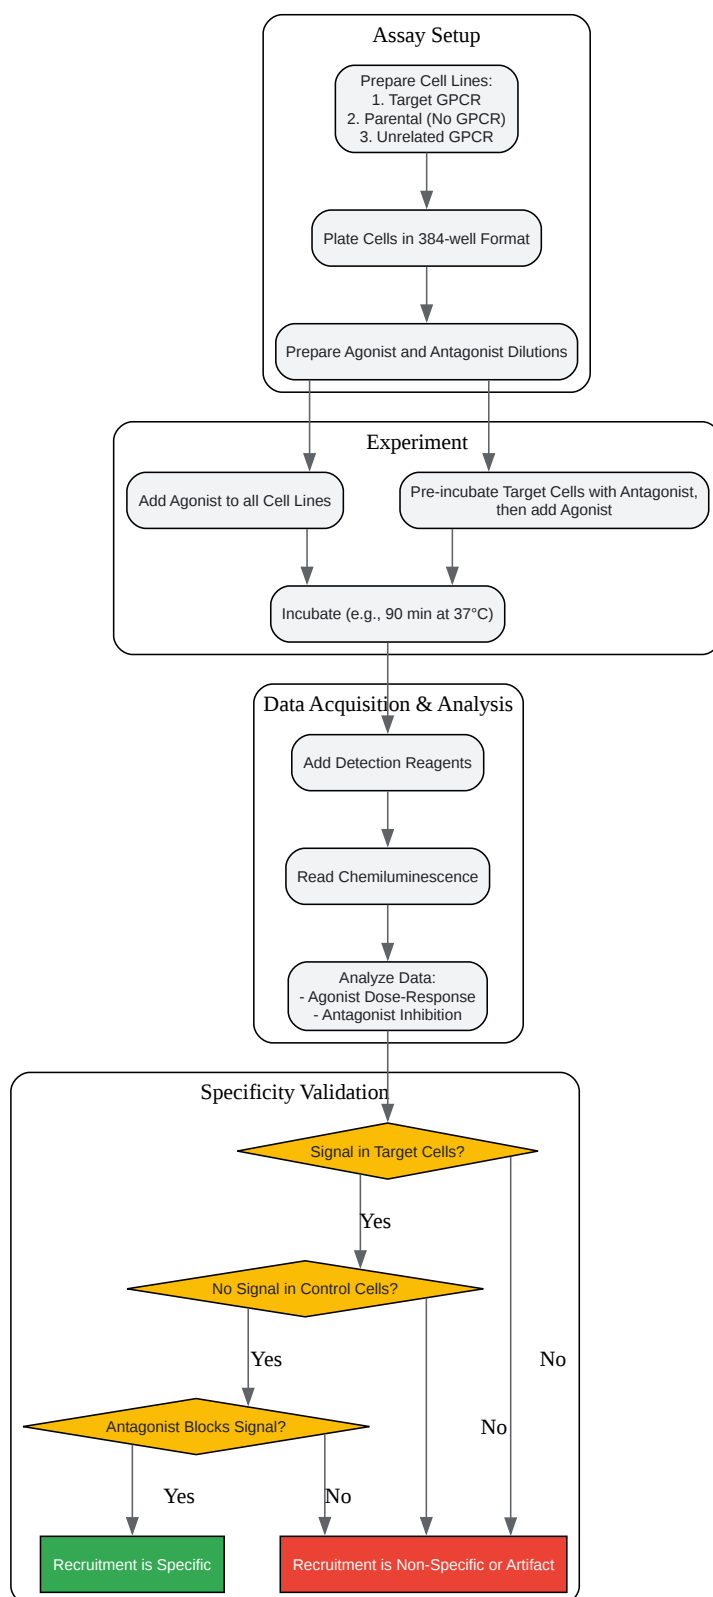 Assay Setup
Prepare Cell Lines:
1. Target GPCR
2. Parental (No GPCR)
3. Unrelated GPCR
Plate Cells in 384-well Format
Prepare Agonist and Antagonist Dilutions
Experiment
Add Agonist to all Cell Lines
Pre-incubate Target Cells with Antagonist,
then add Agonist
Incubate (e.g., 90 min at 37°C)
Data Acquisition & Analysis
Add Detection Reagents
Read Chemiluminescence
Analyze Data:
- Agonist Dose-Response
- Antagonist Inhibition
Specificity Validation
Signal in Target Cells?
Yes
No Signal in Control Cells?
Yes
No
Antagonist Blocks Signal?
No
Yes
No
Recruitment is Specific
Recruitment is Non-Specific or Artifact